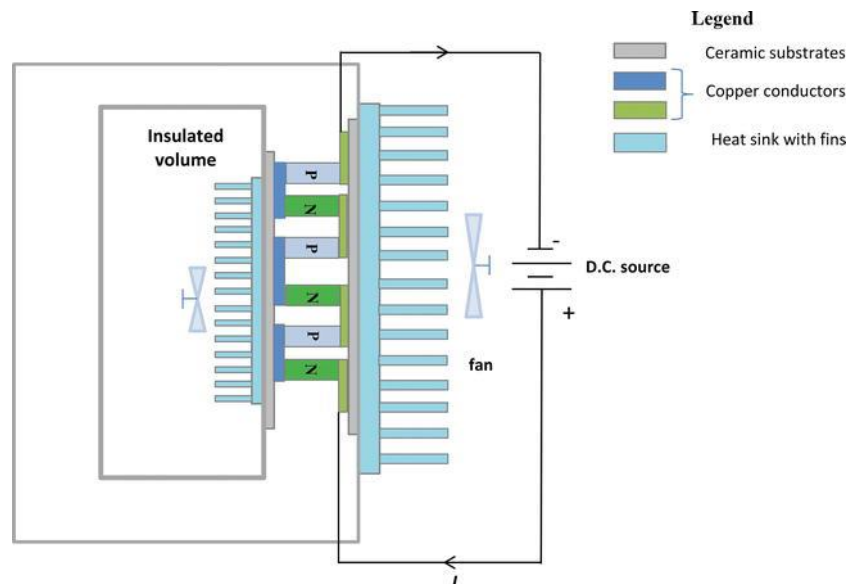 Legend
Ceramic substrates
Copper conductors
Heat sink with fins
Insulated
volume
P
N
P
N
P
N
-
D.C. source
+
fan
I